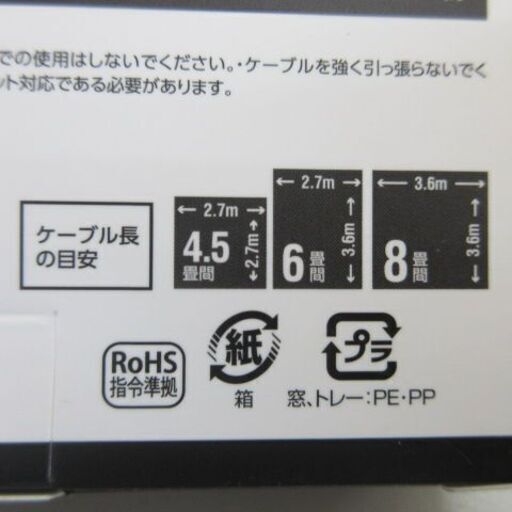 での使用はしないでください。・ケーブルを強く引っ張らないでく
ット対応である必要があります。
ケーブル長
の目安
2.7m
4.5
畳間
2.7m
2.7m
6
畳間
3.6m
3.6m
8
畳間
3.6m
RoHS
指令準拠
紙
箱
プラ
窓、トレー:PE・PP